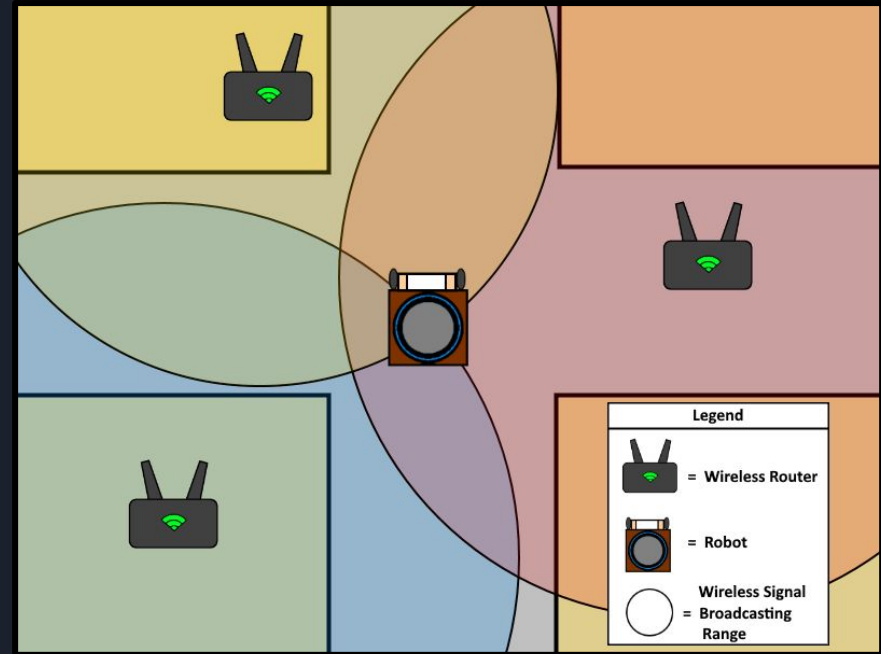 Legend
= Wireless Router
= Robot
Wireless Signal
= Broadcasting
Range